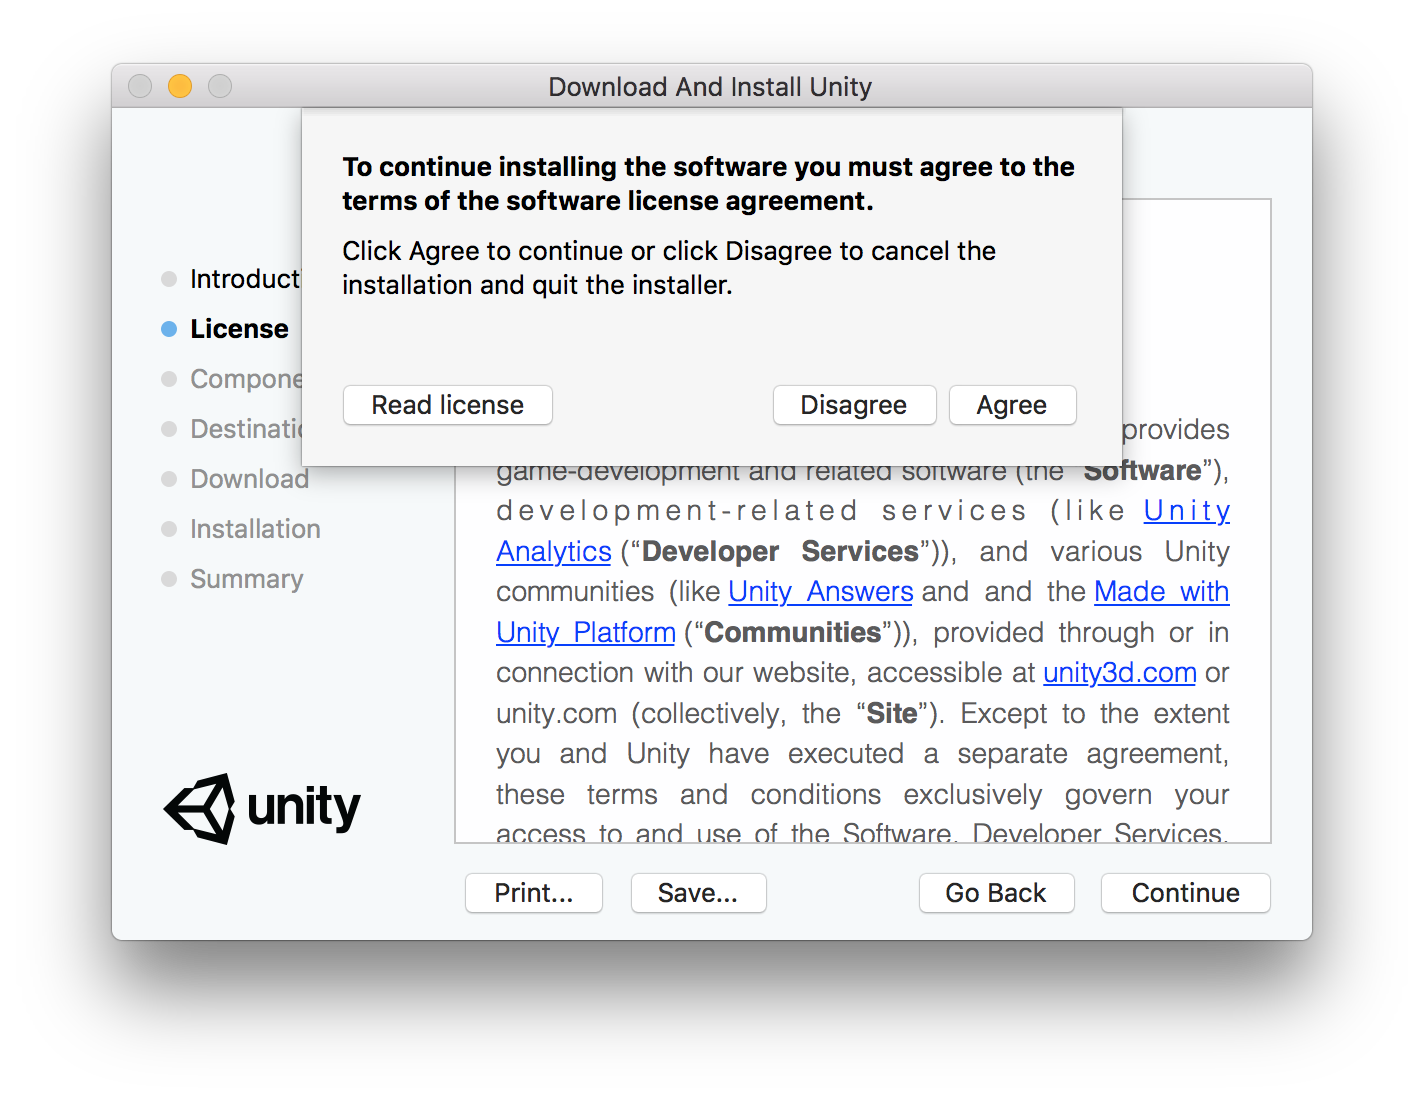 Download And Install Unity
To continue installing the software you must agree to the
terms of the software license agreement.
Click Agree to continue or click Disagree to cancel the
installation and quit the installer.
Read license
Disagree
Agree
Introduct
License
Compone
Destinatio
Download
Installation
Summary
unity
provides
game-development and related software (the “Software”),
development-related services (like Unity
Analytics (“Developer Services”)), and various Unity
communities (like Unity Answers and and the Made with
Unity Platform (“Communities”)), provided through or in
connection with our website, accessible at unity3d.com or
unity.com (collectively, the “Site”). Except to the extent
you and Unity have executed a separate agreement,
these terms and conditions exclusively govern your
access to and use of the Software, Developer Services,
Print...
Save...
Go Back
Continue